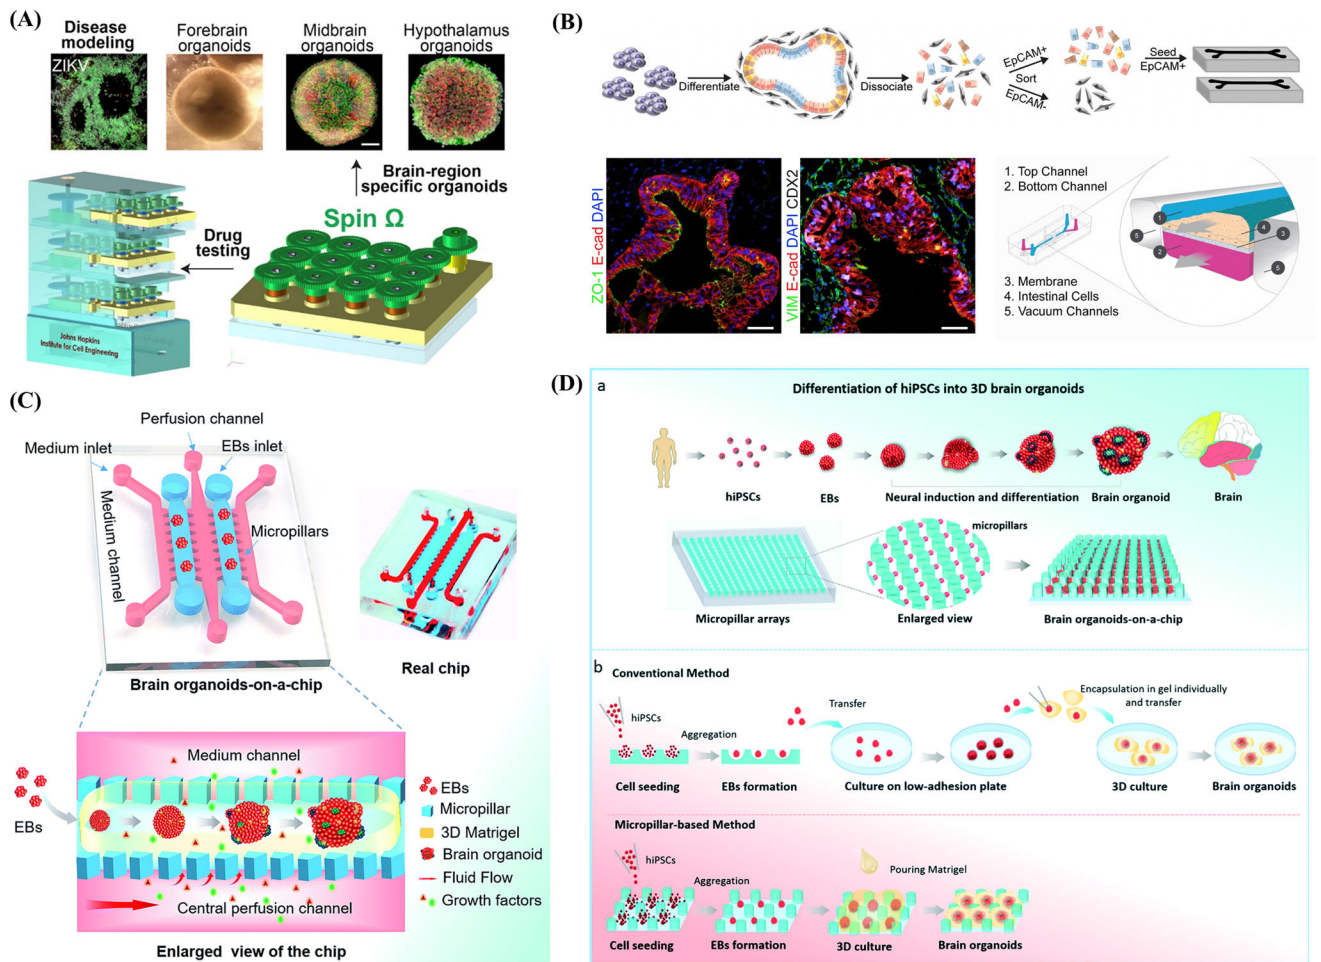 (A)
Disease
modeling
ZIKV
Forebrain
organoids
Midbrain
organoids
Hypothalamus
organoids
Brain-region
specific organoids
Drug
testing
Spin Ω
Johns Hopkins
Institute for Cell Engineering
(B)
Differentiate
Dissociate
EpCAM+
Sort
EpCAM-
Seed
EpCAM+
ZO-1 E-cad DAPI
VIM E-cad DAPI CDX2
1. Top Channel
2. Bottom Channel
3. Membrane
4. Intestinal Cells
5. Vacuum Channels
1
2
3
4
5
5
(C)
Perfusion channel
Medium inlet
EBs inlet
Medium channel
Micropillars
Brain organoids-on-a-chip
Real chip
EBs
Medium channel
Central perfusion channel
EBs
Micropillar
3D Matrigel
Brain organoid
Fluid Flow
Growth factors
Enlarged view of the chip
(D)
a
Differentiation of hiPSCs into 3D brain organoids
hiPSCs
EBs
Neural induction and differentiation
Brain organoid
Brain
micropillars
Micropillar arrays
Enlarged view
Brain organoids-on-a-chip
b
Conventional Method
hiPSCs
Aggregation
Transfer
Encapsulation in gel individually
and transfer
Cell seeding
EBs formation
Culture on low-adhesion plate
3D culture
Brain organoids
Micropillar-based Method
hiPSCs
Aggregation
Pouring Matrigel
Cell seeding
EBs formation
3D culture
Brain organoids